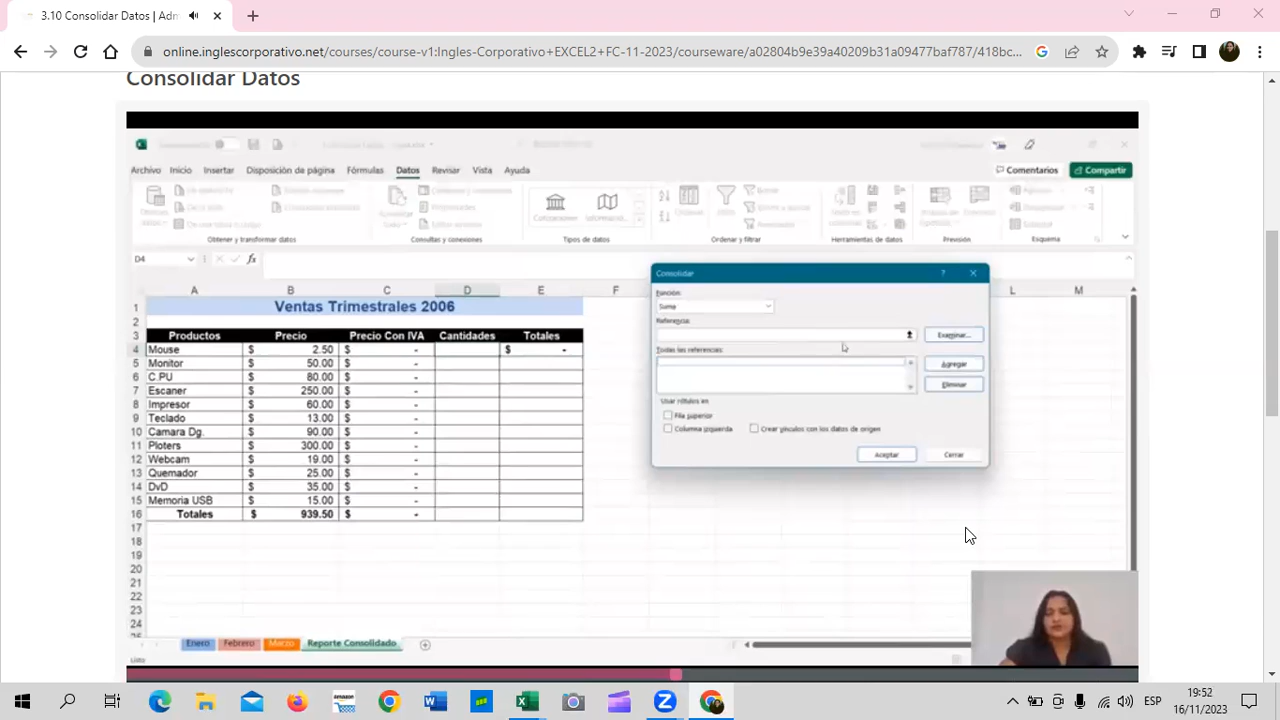 3.10 Consolidar Datos | Adm
online.inglescorporativo.net/courses/course-v1:Ingles-Corporativo+EXCEL2+FC-11-2023/courseware/a02804b9e39a40209b31a09477baf787/418bc...
Consolidar Datos
Archivo Inicio Insertar Disposición de página Fórmulas Datos Revisar Vista Ayuda Comentarios Compartir
Obtener y transformar datos Consultas y conexiones Tipos de datos Ordenar y filtrar Herramientas de datos Previsión Esquema
D4 fx
A B C D E F L M
1 Ventas Trimestrales 2006
2
3 Productos Precio Precio Con IVA Cantidades Totales
4 Mouse $ 2.50 $ - $ -
5 Monitor $ 50.00 $ -
6 C.PU $ 80.00 $ -
7 Escaner $ 250.00 $ -
8 Impresor $ 60.00 $ -
9 Teclado $ 13.00 $ -
10 Camara Dg. $ 90.00 $ -
11 Ploters $ 300.00 $ -
12 Webcam $ 19.00 $ -
13 Quemador $ 25.00 $ -
14 DvD $ 35.00 $ -
15 Memoria USB $ 15.00 $ -
16 Totales $ 939.50 $ -
17
18
19
20
21
22
23
24
Consolidar ?
Función:
Suma
Referencia:
Examinar...
Todas las referencias:
Agregar
Eliminar
Usar rótulos en
Fila superior
Columna izquierda Crear vínculos con los datos de origen
Aceptar Cerrar
Enero Febrero Marzo Reporte Consolidado
Listo
amazon
ESP
19:52
16/11/2023